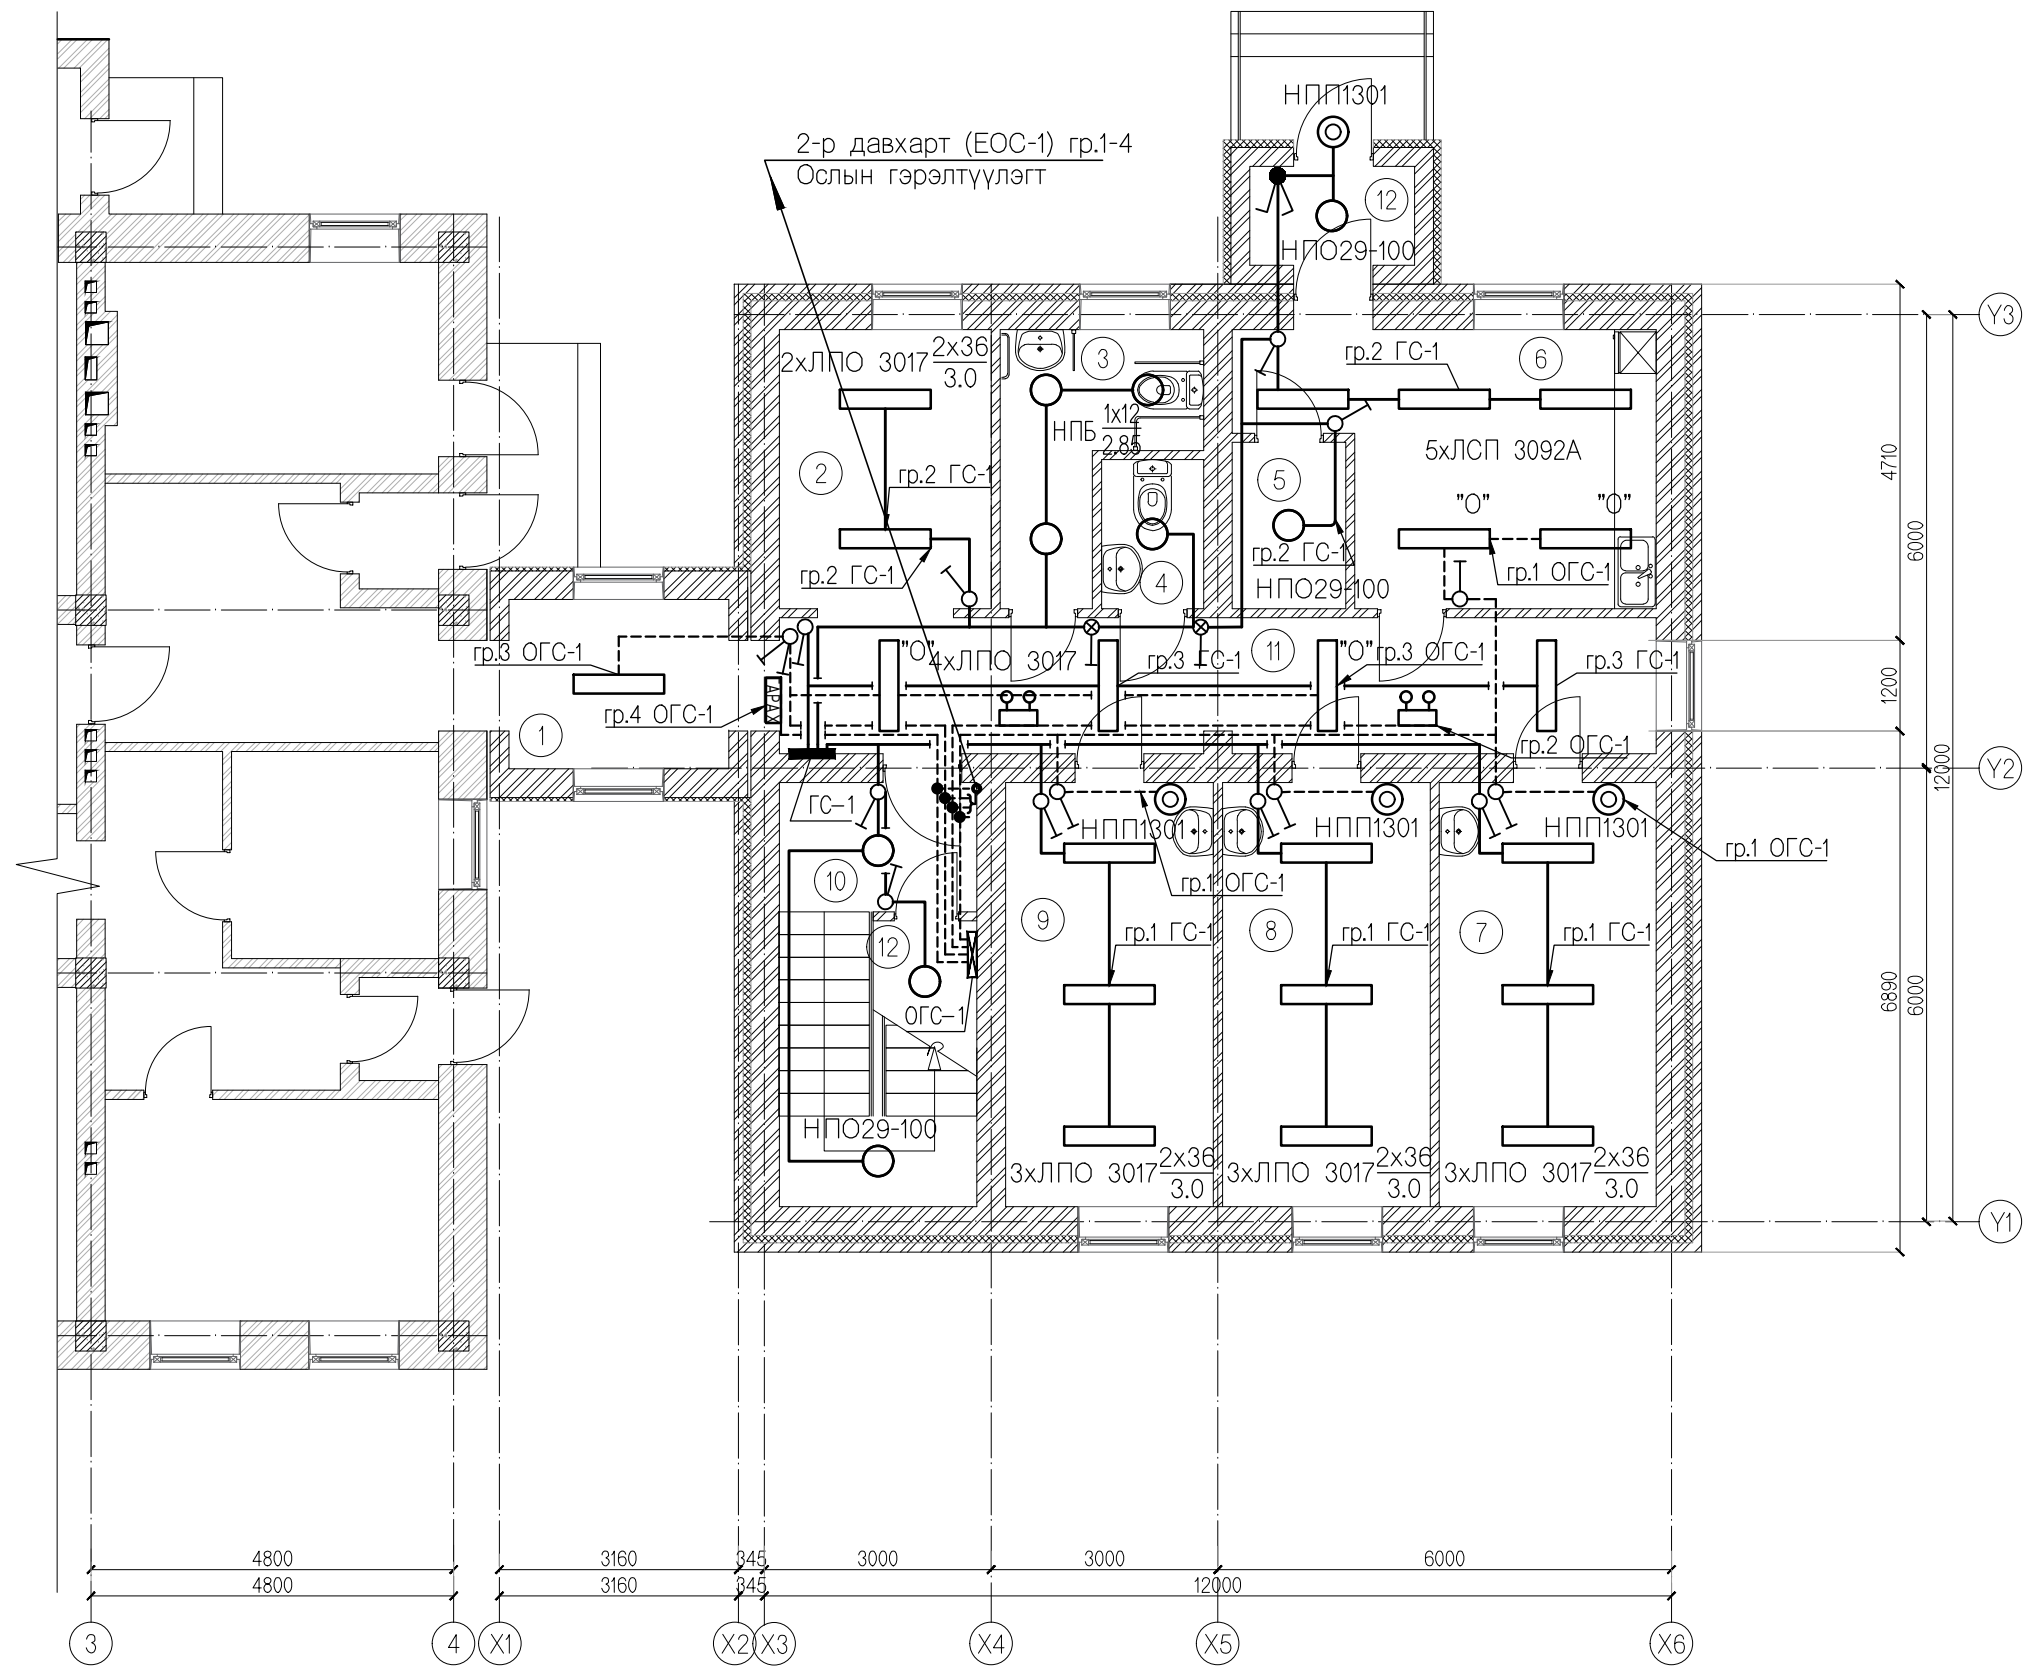 НПП1301
2-р давхарт (ЕОС-1) гр.1-4
Ослын гэрэлтүүлэгт
12
НПО29-100
Y3
2хЛПО 3017
2х36
3.0
3
гр.2 ГС-1
6
НПБ
1х12
2.85
5хЛСП 3092А
4710
2
гр.2 ГС-1
5
"О"
"О"
6000
гр.2 ГС-1
4
гр.2 ГС-1
НПО29-100
гр.1 ОГС-1
гр.3 ОГС-1
"О"
4хЛПО 3017
гр.3 ГС-1
11
"О"
гр.3 ОГС-1
гр.3 ГС-1
1200
АРАХ
гр.4 ОГС-1
1
гр.2 ОГС-1
12000
Y2
ГС-1
НПП1301
НПП1301
НПП1301
гр.1 ОГС-1
10
гр.1 ОГС-1
12
9
гр.1 ГС-1
8
гр.1 ГС-1
7
гр.1 ГС-1
6890
6000
ОГС-1
НПО29-100
3хЛПО 3017
2х36
3.0
3хЛПО 3017
2х36
3.0
3хЛПО 3017
2х36
3.0
Y1
4800
3160
345
3000
3000
6000
4800
3160
345
12000
3
4
X1
X2
X3
X4
X5
X6